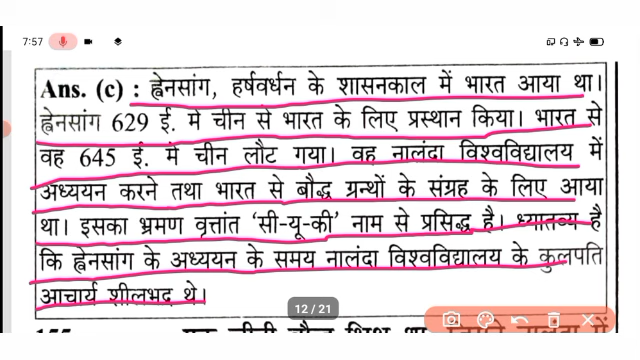 7:57
Ans. (c) : ह्वेनसांग, हर्षवर्धन के शासनकाल में भारत आया था।
ह्वेनसांग 629 ई. में चीन से भारत के लिए प्रस्थान किया। भारत से
वह 645 ई. में चीन लौट गया। वह नालंदा विश्वविद्यालय में
अध्ययन करने तथा भारत से बौद्ध ग्रन्थों के संग्रह के लिए आया
था। इसका भ्रमण वृत्तांत ‘सी-यू-की’ नाम से प्रसिद्ध है। ध्यातव्य है
कि ह्वेनसांग के अध्ययन के समय नालंदा विश्वविद्यालय के कुलपति
आचार्य शीलभद्र थे।
12 / 21